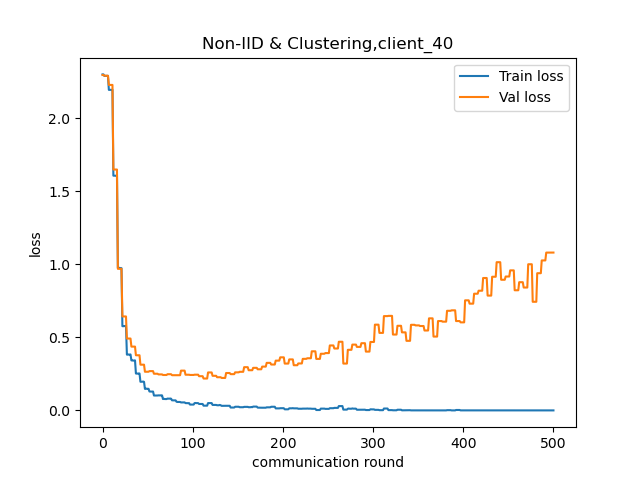 Non-IID & Clustering,client_40
Train loss
Val loss
2.0
1.5
1.0
0.5
0.0
loss
0
100
200
300
400
500
communication round